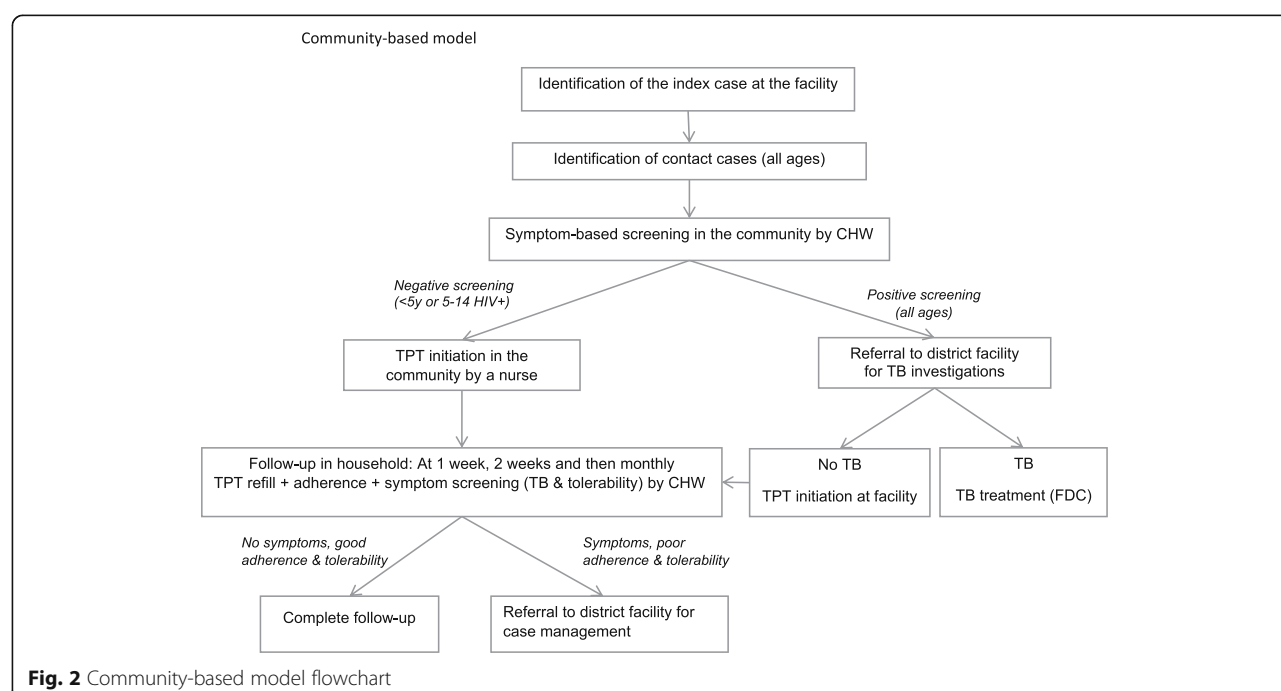 Community-based model
Identification of the index case at the facility
Identification of contact cases (all ages)
Symptom-based screening in the community by CHW
Negative screening
(<5y or 5-14 HIV+)
Positive screening
(all ages)
TPT initiation in the
community by a nurse
Referral to district facility
for TB investigations
Follow-up in household: At 1 week, 2 weeks and then monthly
TPT refill + adherence + symptom screening (TB & tolerability) by CHW
No TB
TPT initiation at facility
TB
TB treatment (FDC)
No symptoms, good
adherence & tolerability
Symptoms, poor
adherence & tolerability
Complete follow-up
Referral to district facility for
case management
Fig. 2 Community-based model flowchart